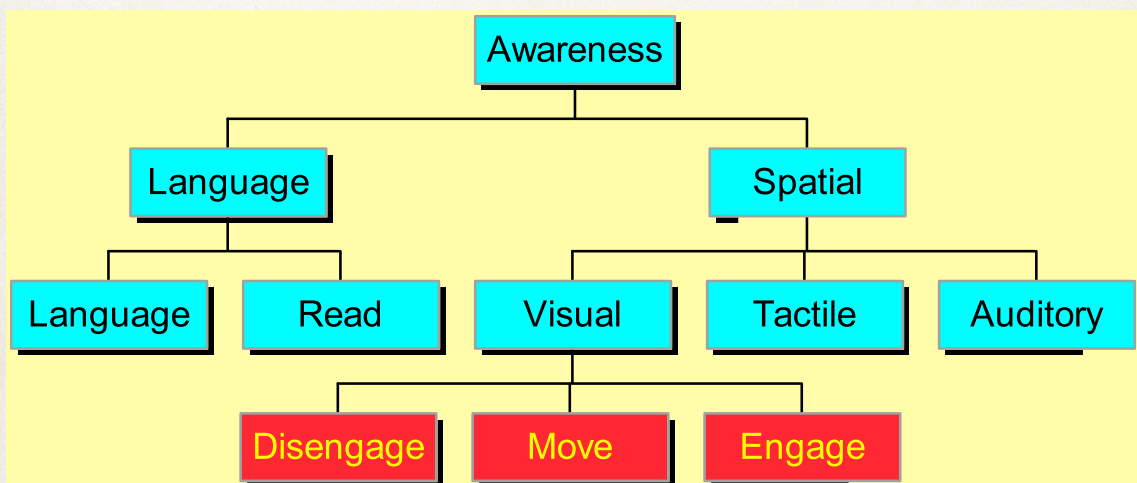 Awareness
Language
Spatial
Language
Read
Visual
Tactile
Auditory
Disengage
Move
Engage